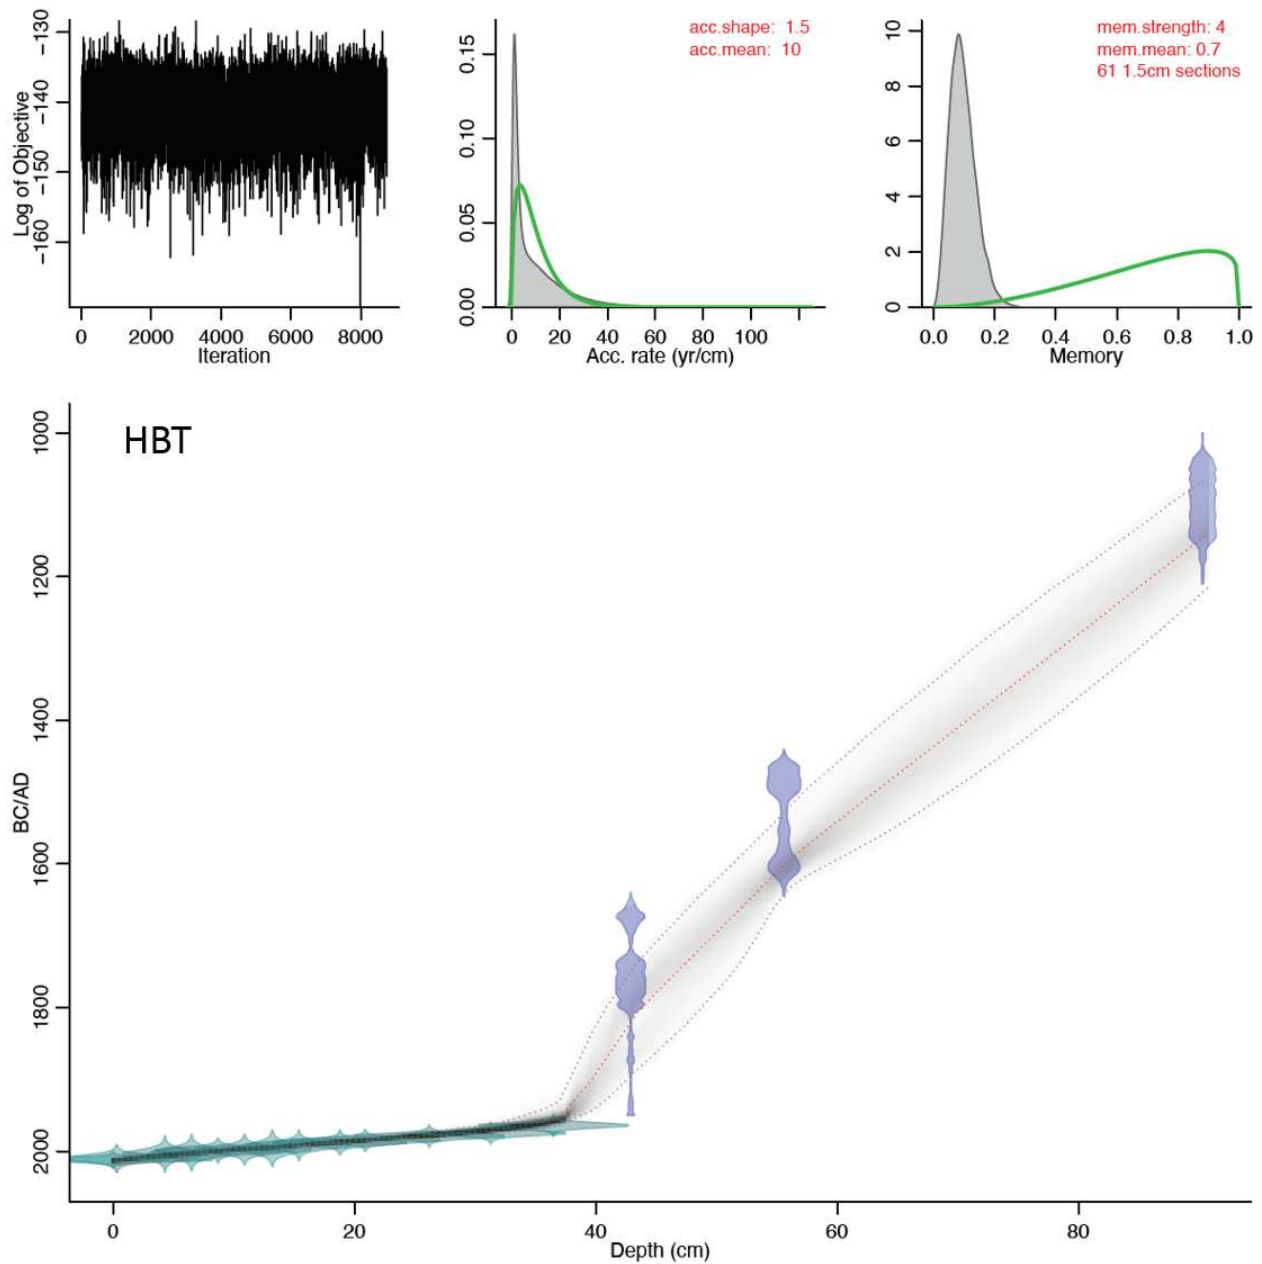 Log of Objective
-130
-140
-150
-160
0 2000 4000 6000 8000
Iteration
acc.shape: 1.5
acc.mean: 10
0.15
0.10
0.05
0.00
0 20 40 60 80 100
Acc. rate (yr/cm)
mem.strength: 4
mem.mean: 0.7
61 1.5cm sections
10
8
6
4
2
0
0.0 0.2 0.4 0.6 0.8 1.0
Memory
HBT
BC/AD
1000
1200
1400
1600
1800
2000
0 20 40 60 80
Depth (cm)